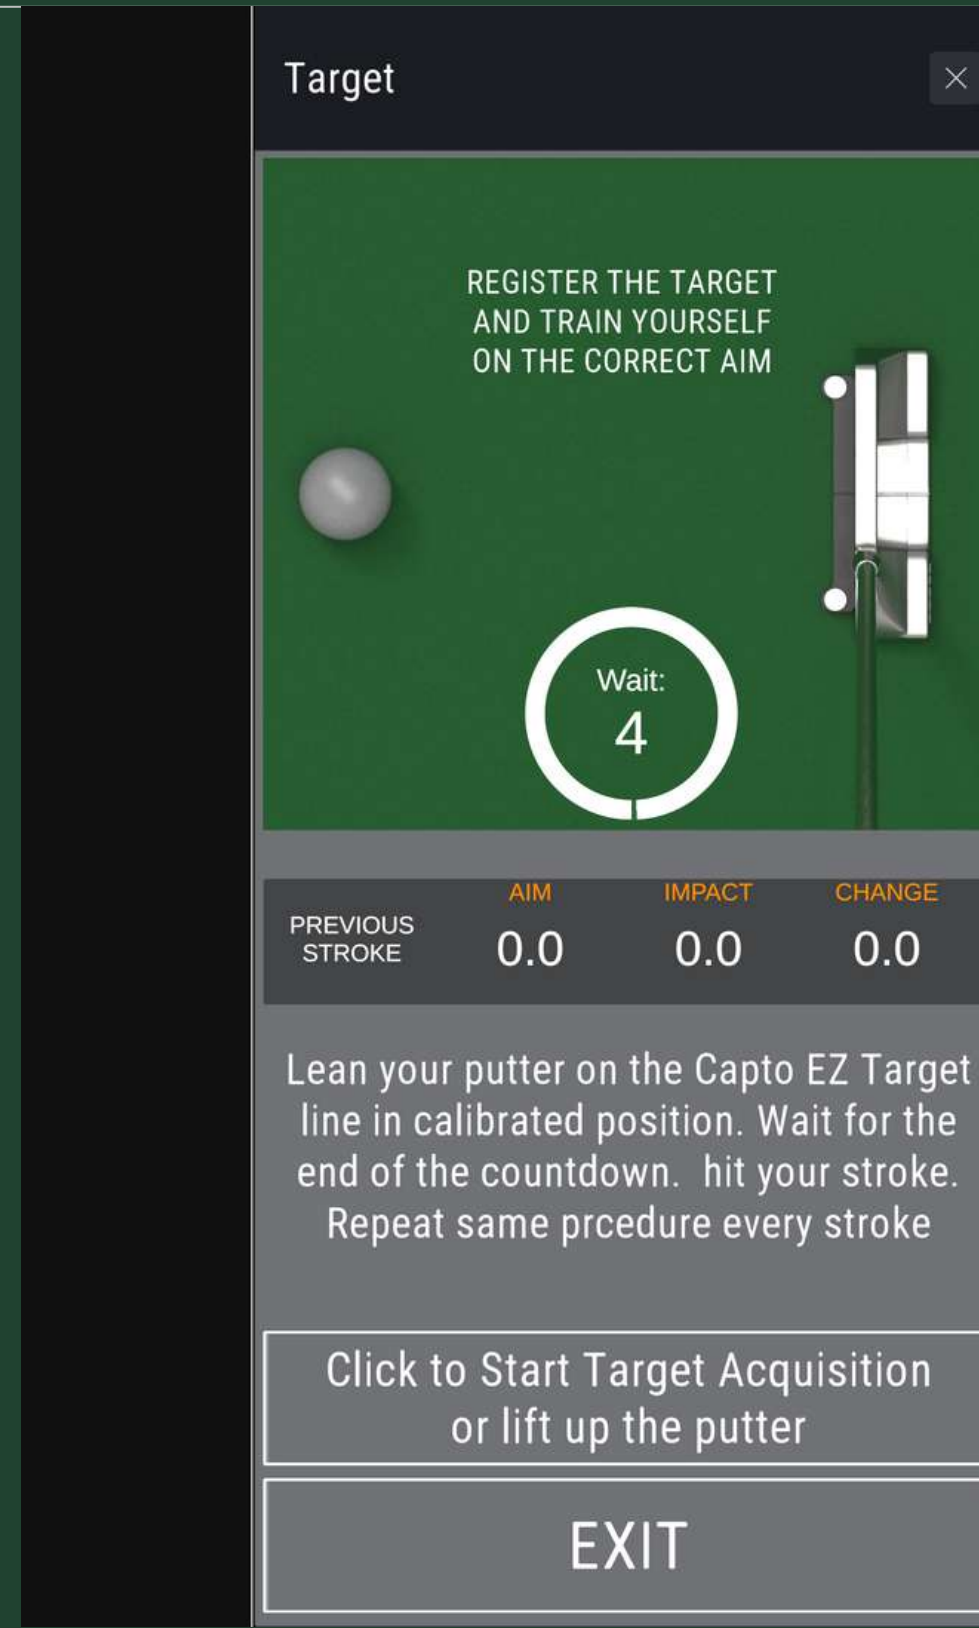 Target
REGISTER THE TARGET
AND TRAIN YOURSELF
ON THE CORRECT AIM
Wait:
4
AIM IMPACT CHANGE
PREVIOUS
STROKE
0.0 0.0 0.0
Lean your putter on the Capto EZ Target
line in calibrated position. Wait for the
end of the countdown.  hit your stroke.
Repeat same prcedure every stroke
Click to Start Target Acquisition
or lift up the putter
EXIT